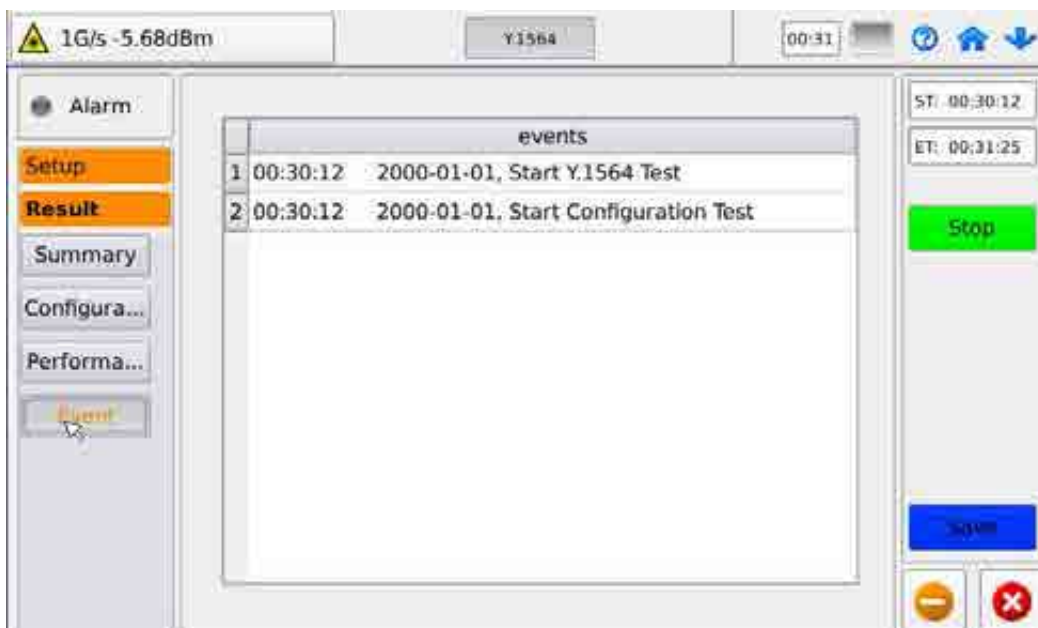 1G/s -5.68dBm
Y.1564
00:31
Alarm
ST: 00:30:12
ET: 00:31:25
Setup
Result
Summary
Configura...
Performa...
Event
events
1 00:30:12 2000-01-01, Start Y.1564 Test
2 00:30:12 2000-01-01, Start Configuration Test
Stop
Save